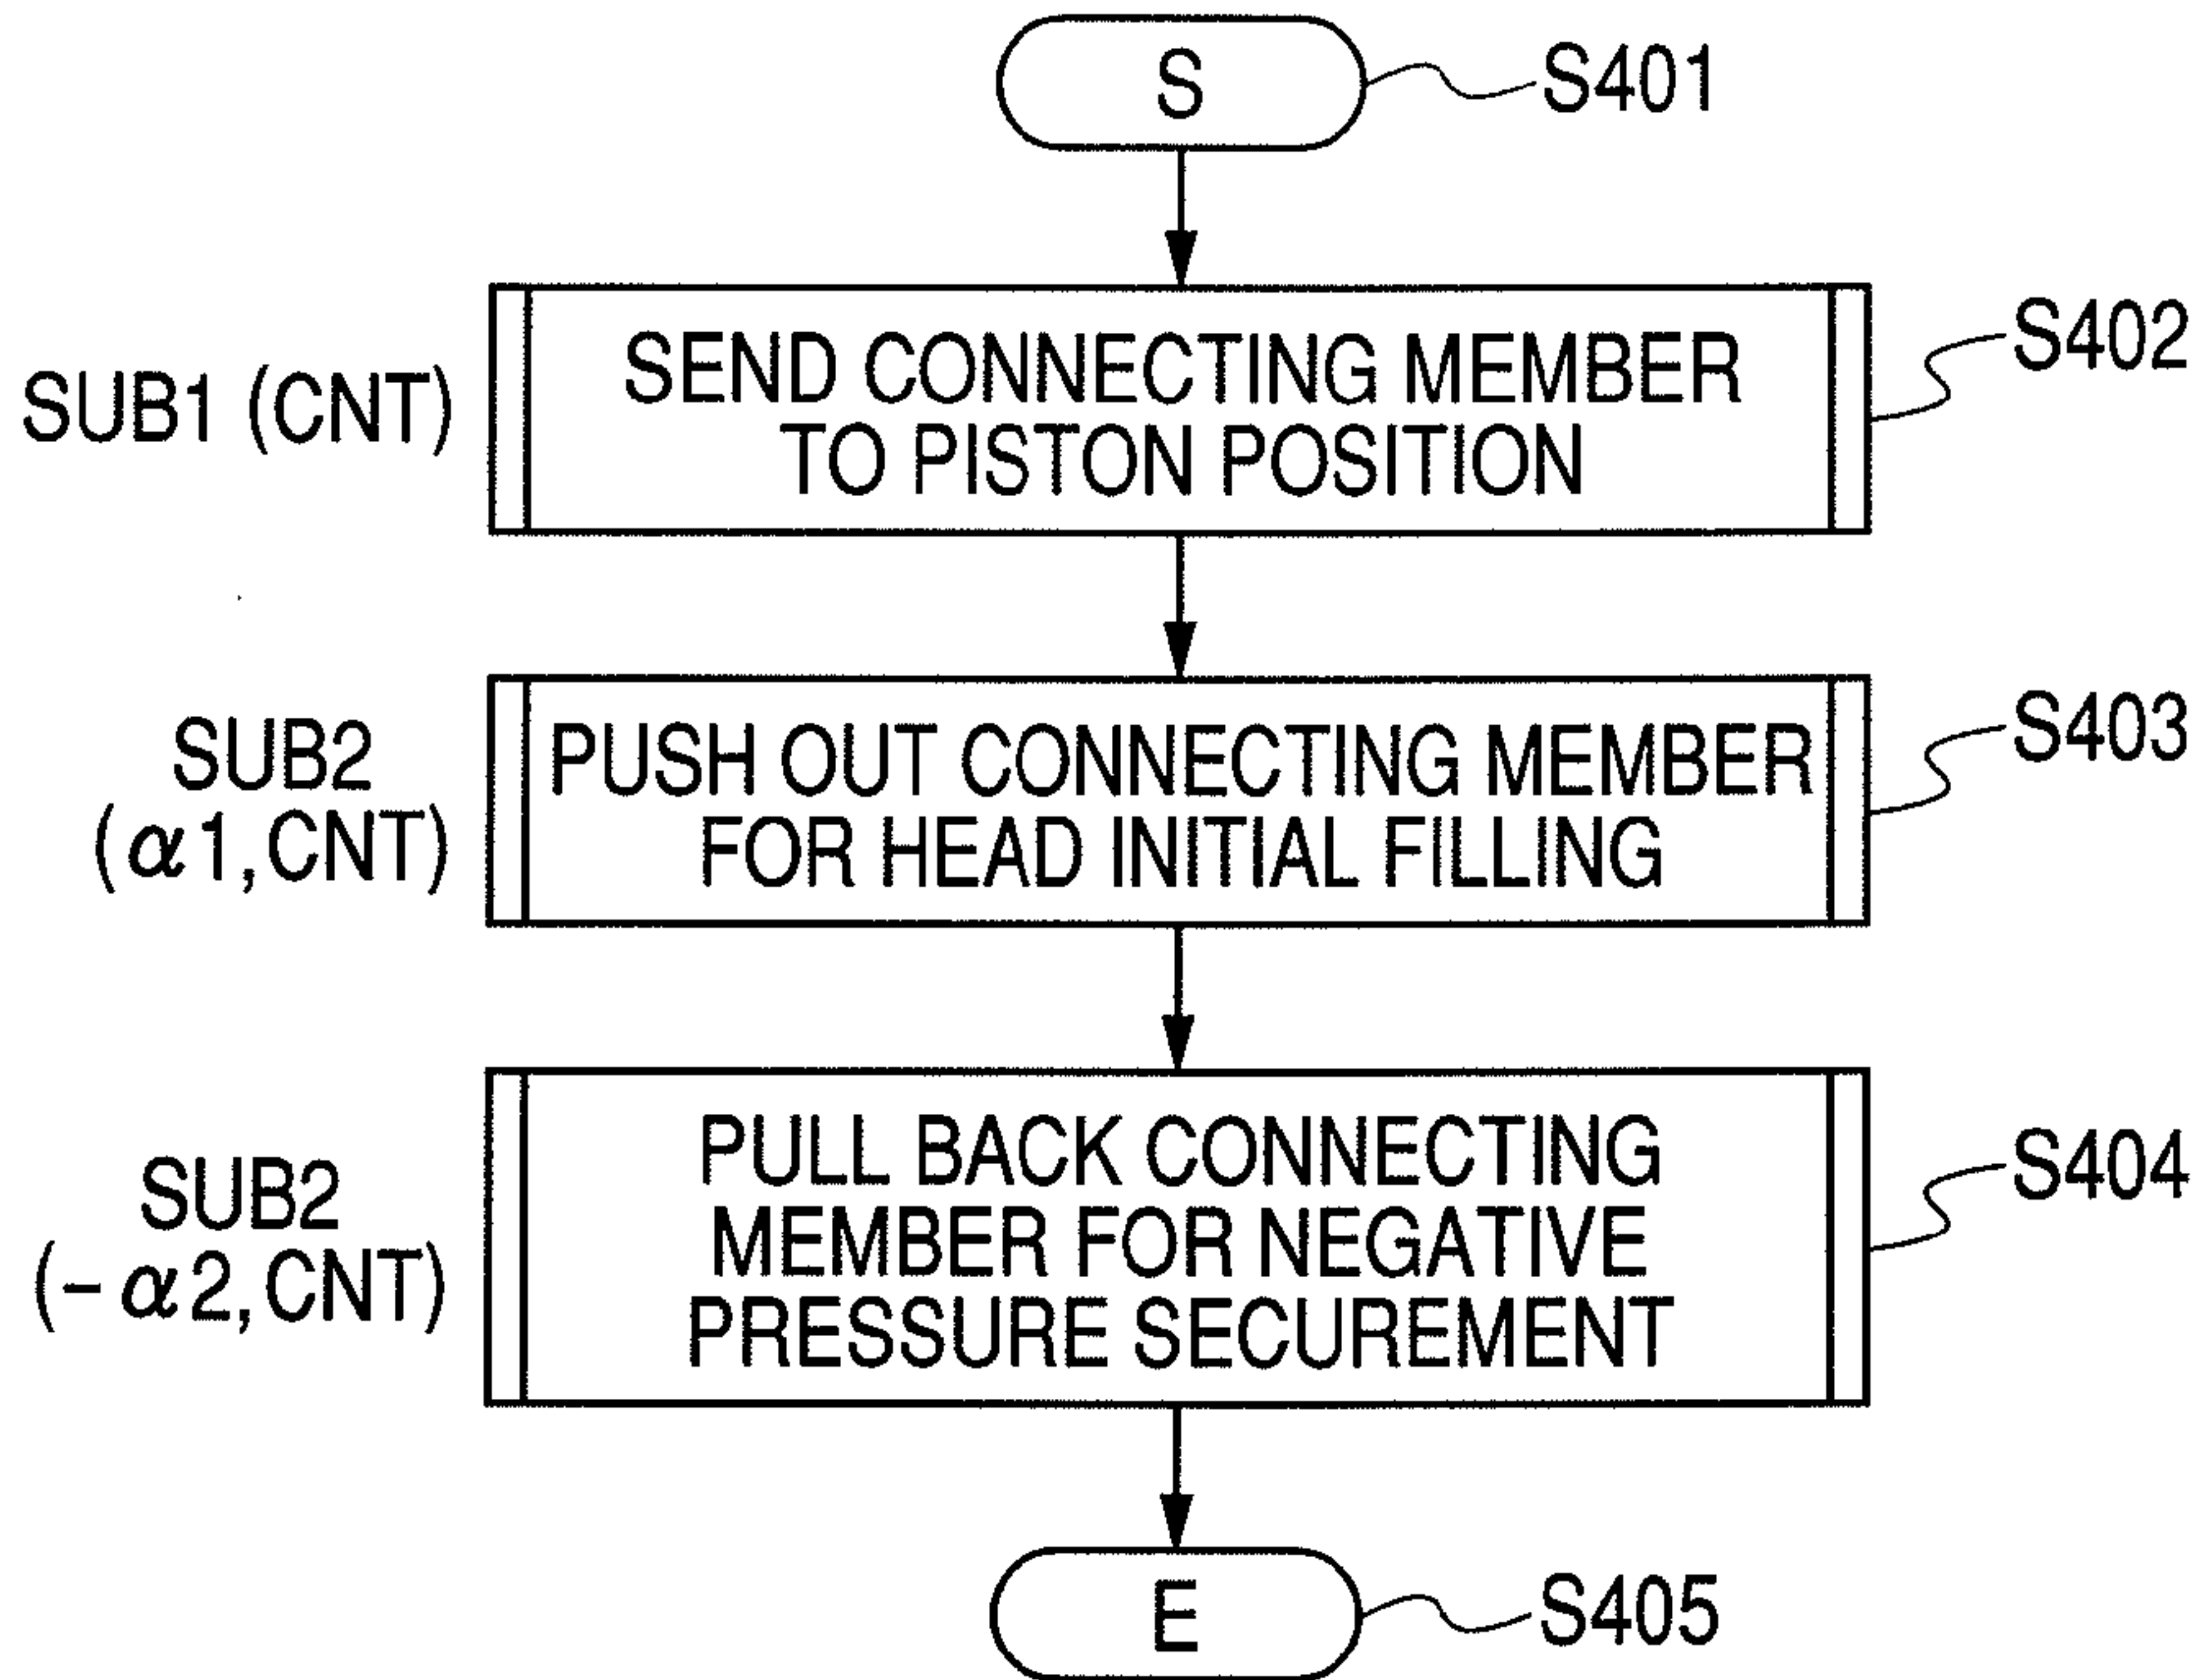 S
S401
SUB1 (CNT)
SEND CONNECTING MEMBER
TO PISTON POSITION
S402
SUB2
(α1,CNT)
PUSH OUT CONNECTING MEMBER
FOR HEAD INITIAL FILLING
S403
SUB2
(-α2,CNT)
PULL BACK CONNECTING
MEMBER FOR NEGATIVE
PRESSURE SECUREMENT
S404
E
S405